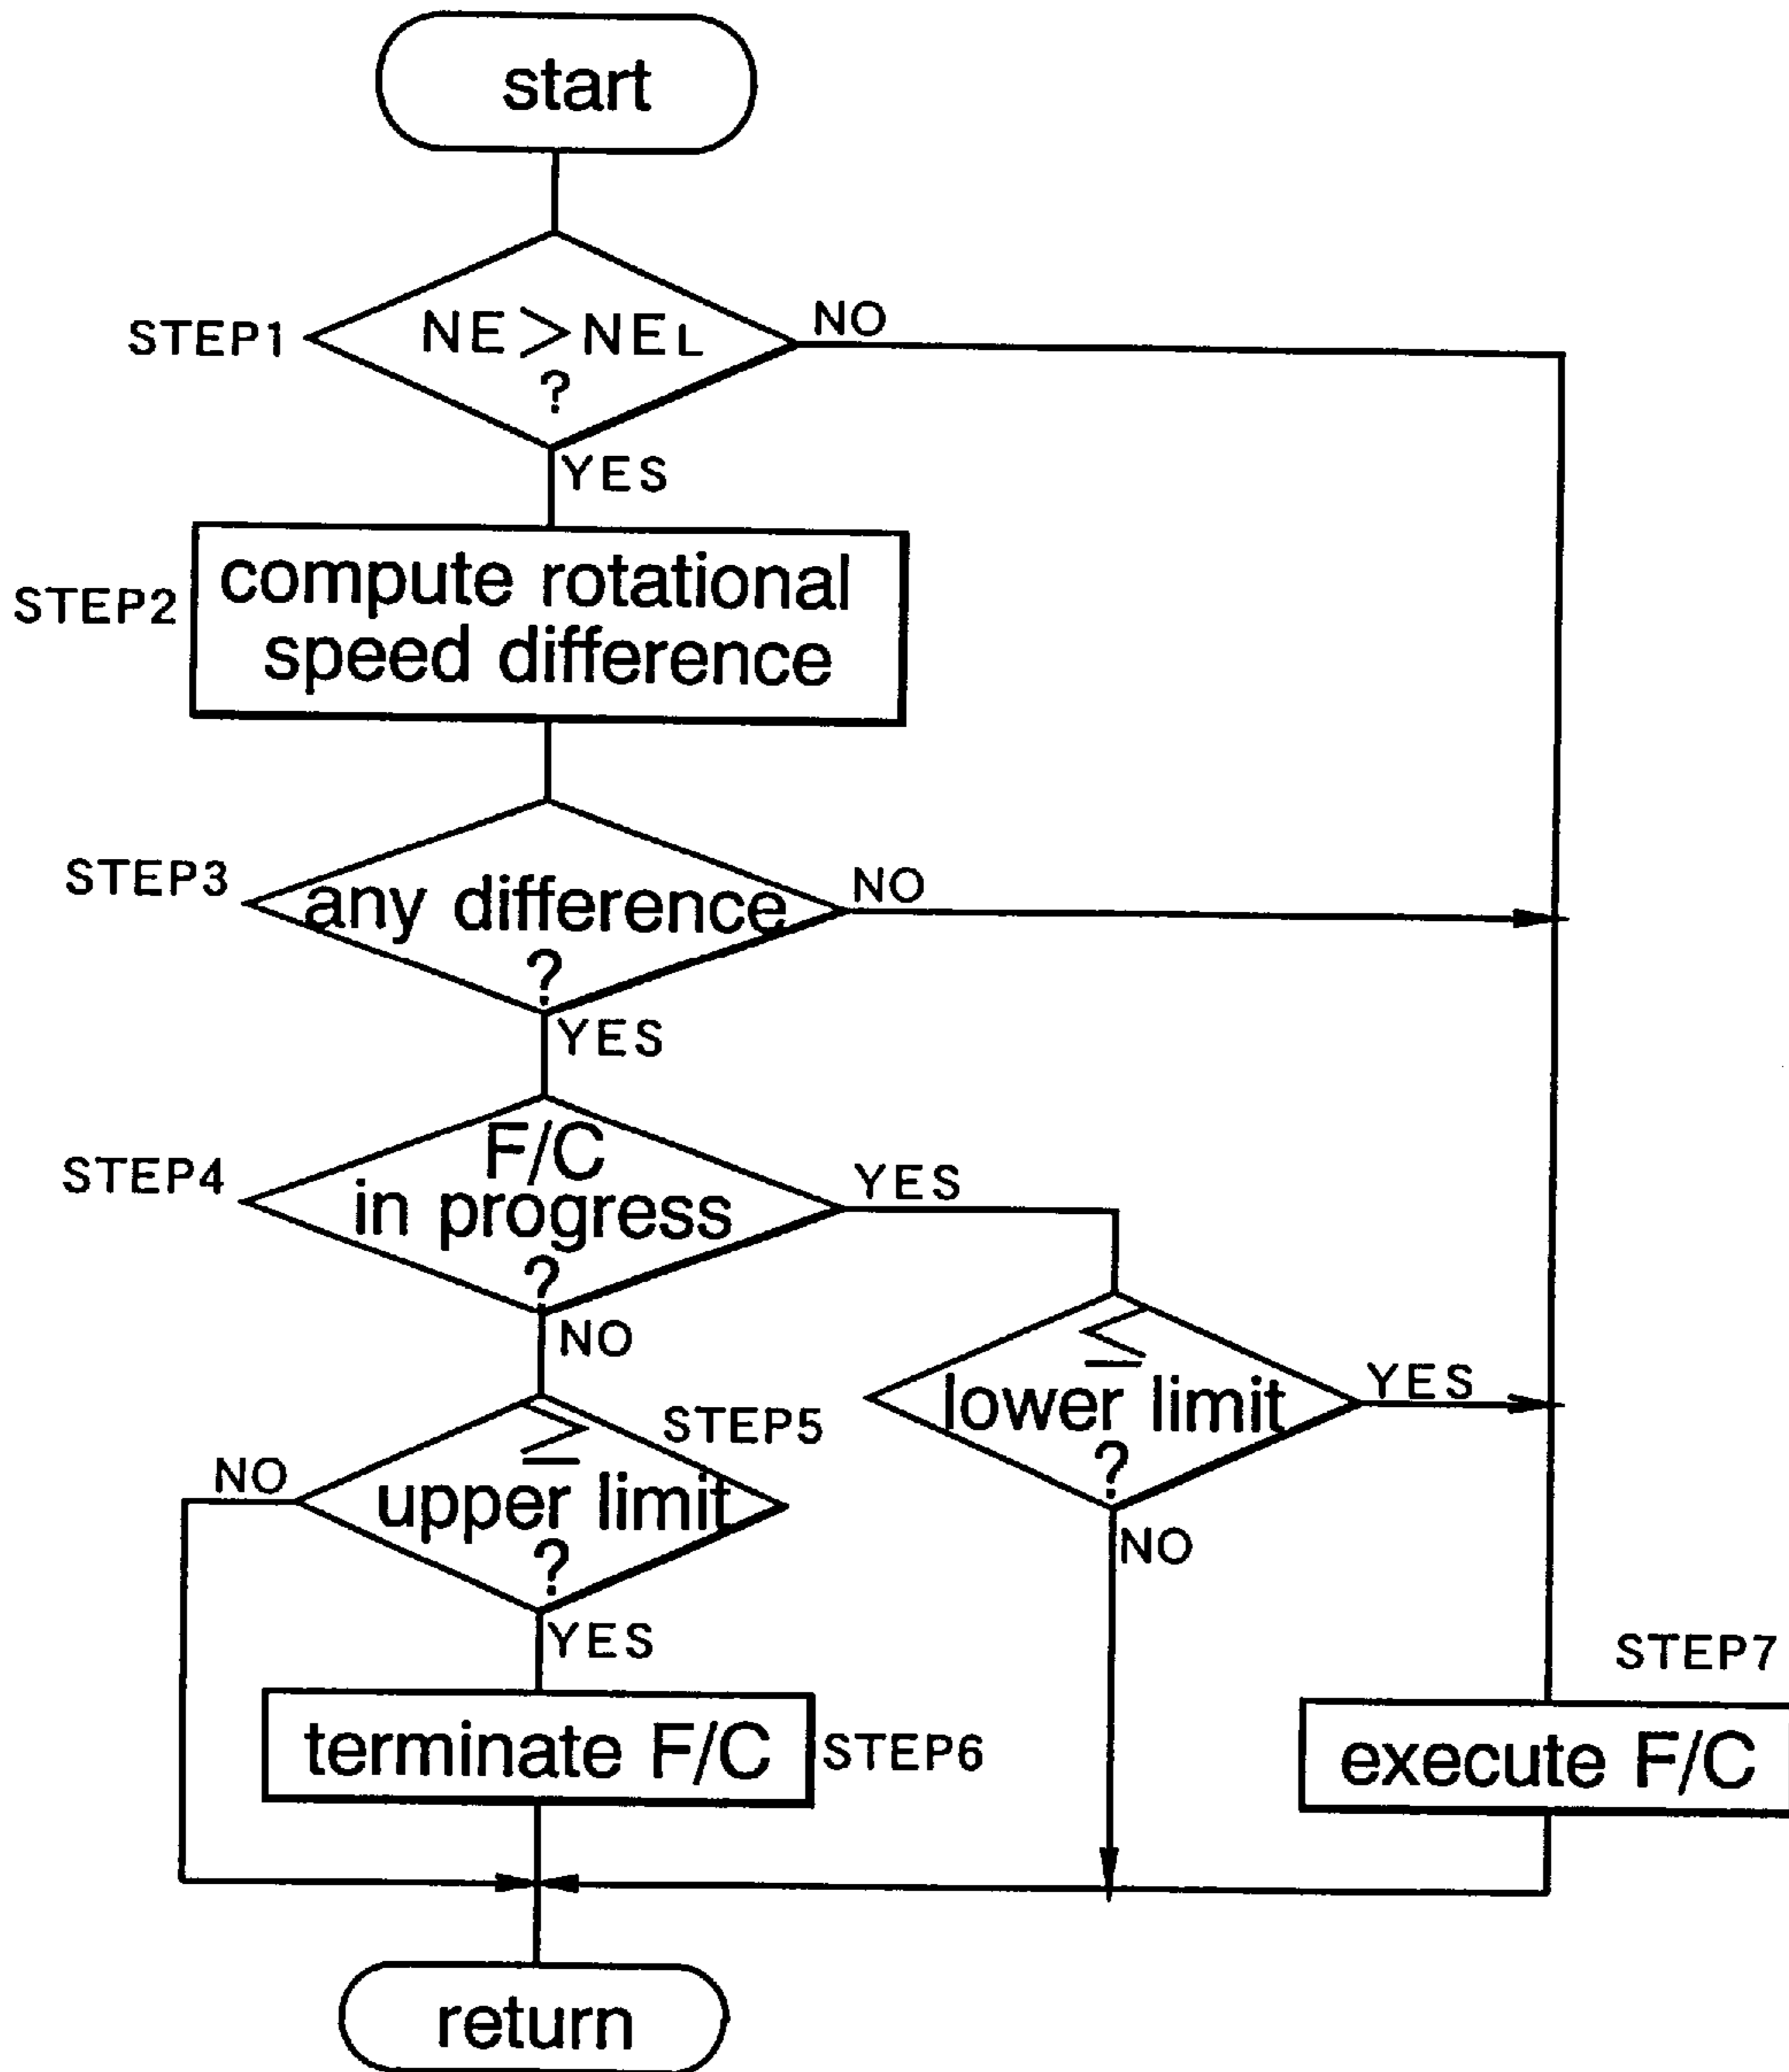 start
STEP1
NE>NEL
?
NO
YES
STEP2
compute rotational
speed difference
STEP3
any difference
?
NO
YES
STEP4
F/C
in progress
?
YES
NO
≤
lower limit
?
YES
NO
STEP5
≥
upper limit
?
NO
YES
terminate F/C
STEP6
STEP7
execute F/C
return